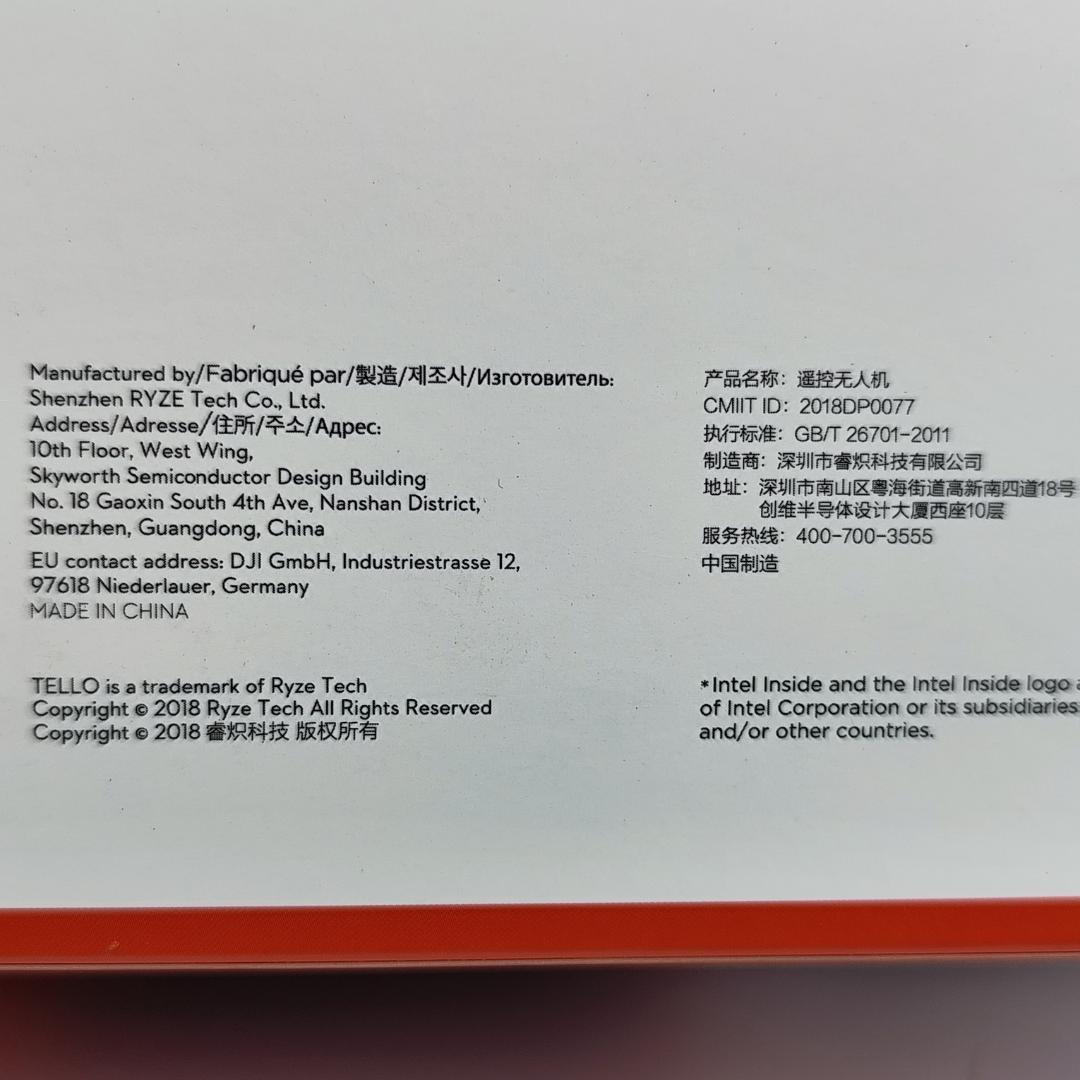 Manufactured by/Fabriqué par/製造/제조사/Изготовитель:
Shenzhen RYZE Tech Co., Ltd.
Address/Adresse/住所/주소/Адрес:
10th Floor, West Wing,
Skyworth Semiconductor Design Building
No. 18 Gaoxin South 4th Ave, Nanshan District,
Shenzhen, Guangdong, China
EU contact address: DJI GmbH, Industriestrasse 12,
97618 Niederlauer, Germany
MADE IN CHINA
TELLO is a trademark of Ryze Tech
Copyright © 2018 Ryze Tech All Rights Reserved
Copyright © 2018 睿炽科技 版权所有
产品名称：遥控无人机
CMIIT ID：2018DP0077
执行标准：GB/T 26701-2011
制造商：深圳市睿炽科技有限公司
地址：深圳市南山区粤海街道高新南四道18号
创维半导体设计大厦西座10层
服务热线：400-700-3555
中国制造
*Intel Inside and the Intel Inside logo a
of Intel Corporation or its subsidiaries
and/or other countries.